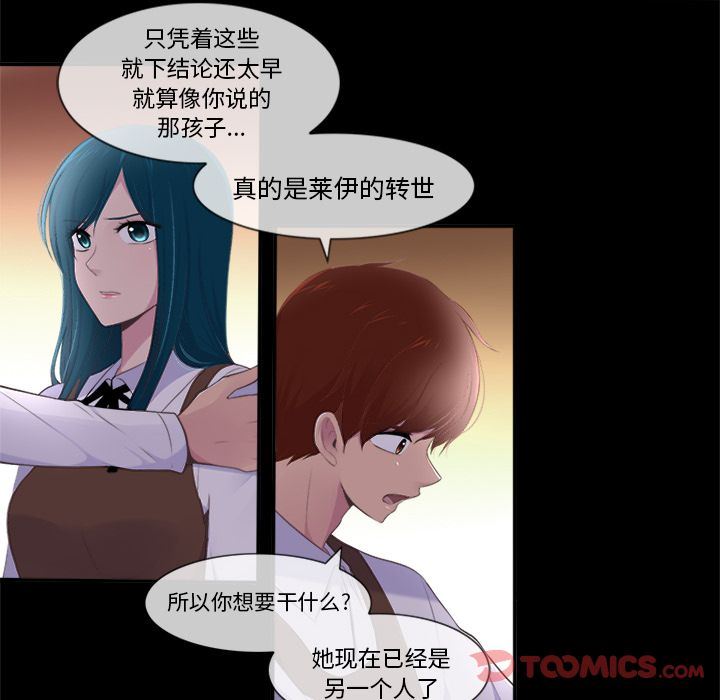 只凭着这些
就下结论还太早
就算像你说的
那孩子...
真的是莱伊的转世
所以你想要干什么?
她现在已经是
另一个人了
TOOMICS.COM